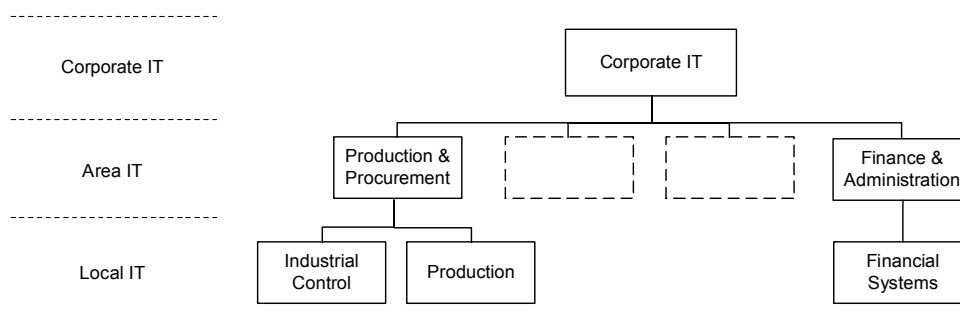 Corporate IT
Corporate IT
Area IT
Production &
Procurement
Finance &
Administration
Local IT
Industrial
Control
Production
Financial
Systems